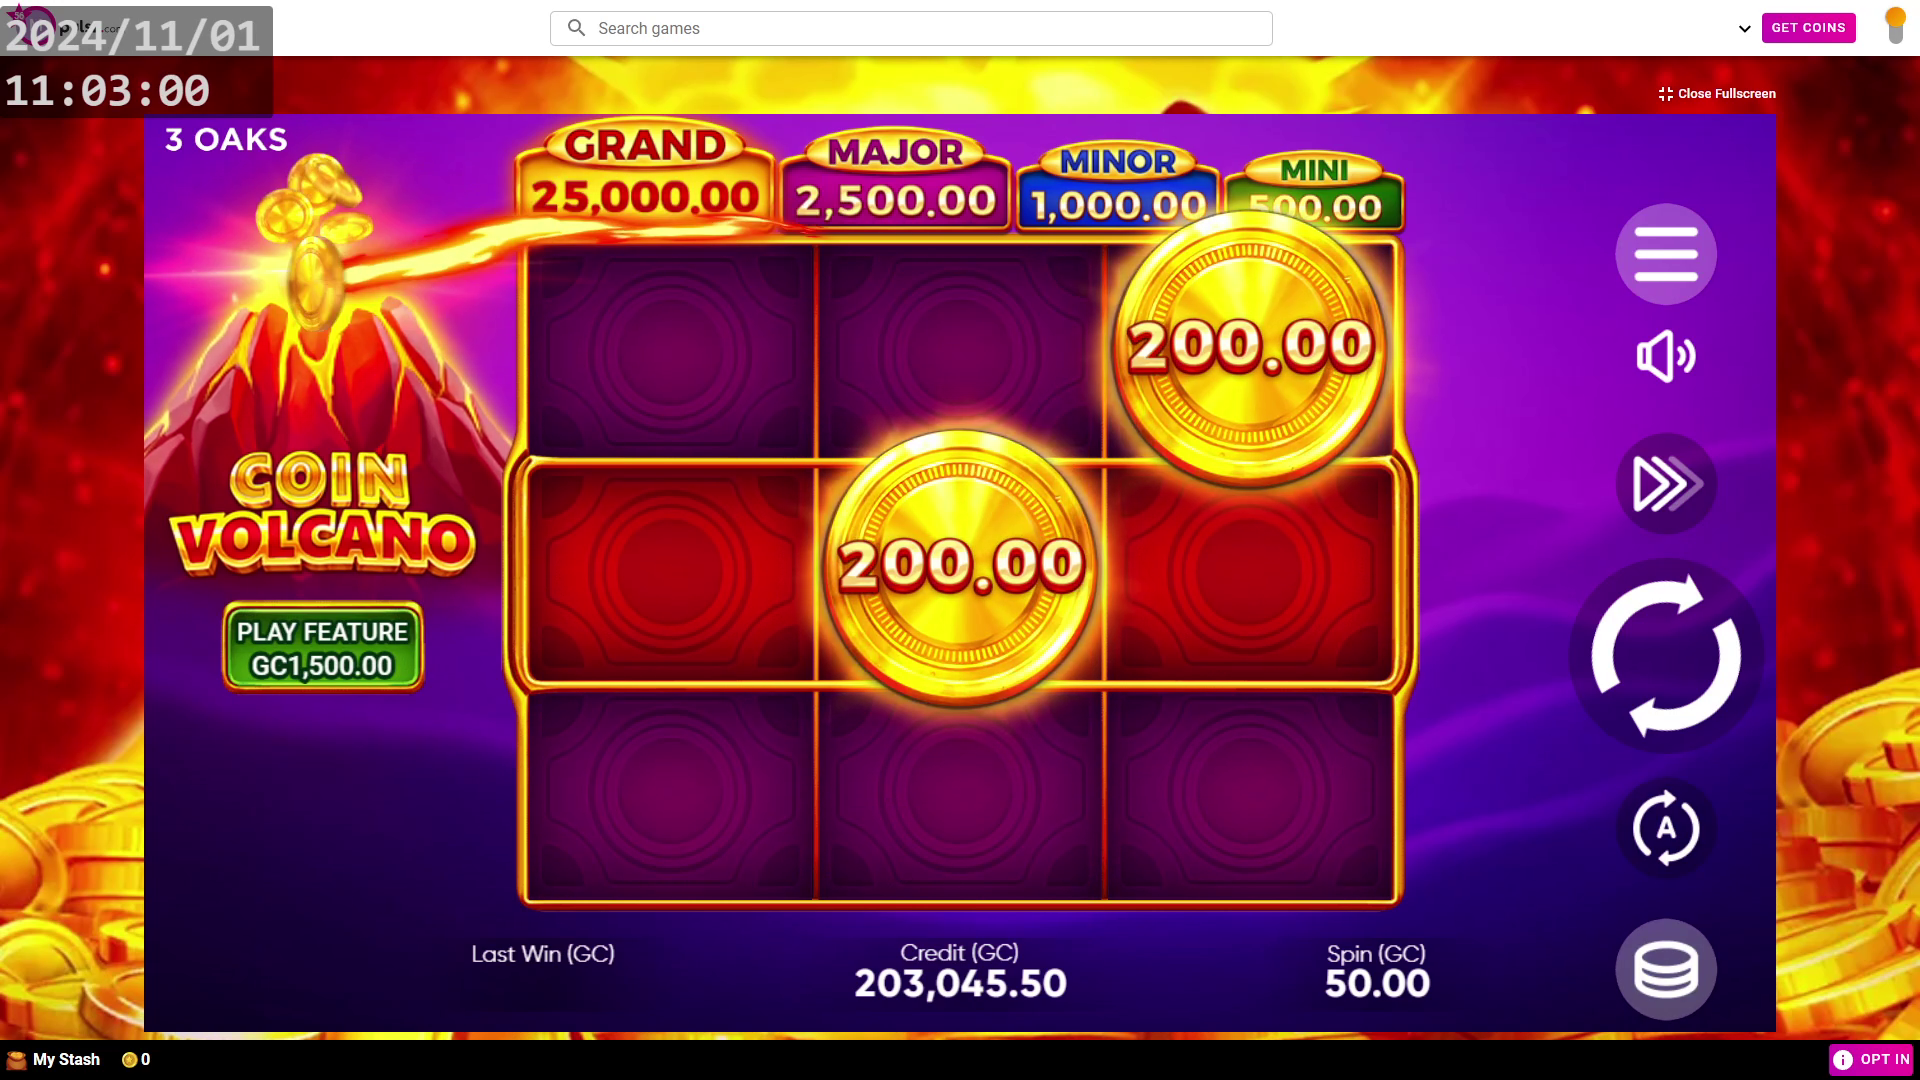 2024/11/01
11:03:00
Search games
GET COINS
Close Fullscreen
3 OAKS
GRAND
25,000.00
MAJOR
2,500.00
MINOR
1,000.00
MINI
500.00
200.00
200.00
COIN
VOLCANO
PLAY FEATURE
GC1,500.00
A
Last Win (GC)
Credit (GC)
203,045.50
Spin (GC)
50.00
My Stash
0
OPT IN